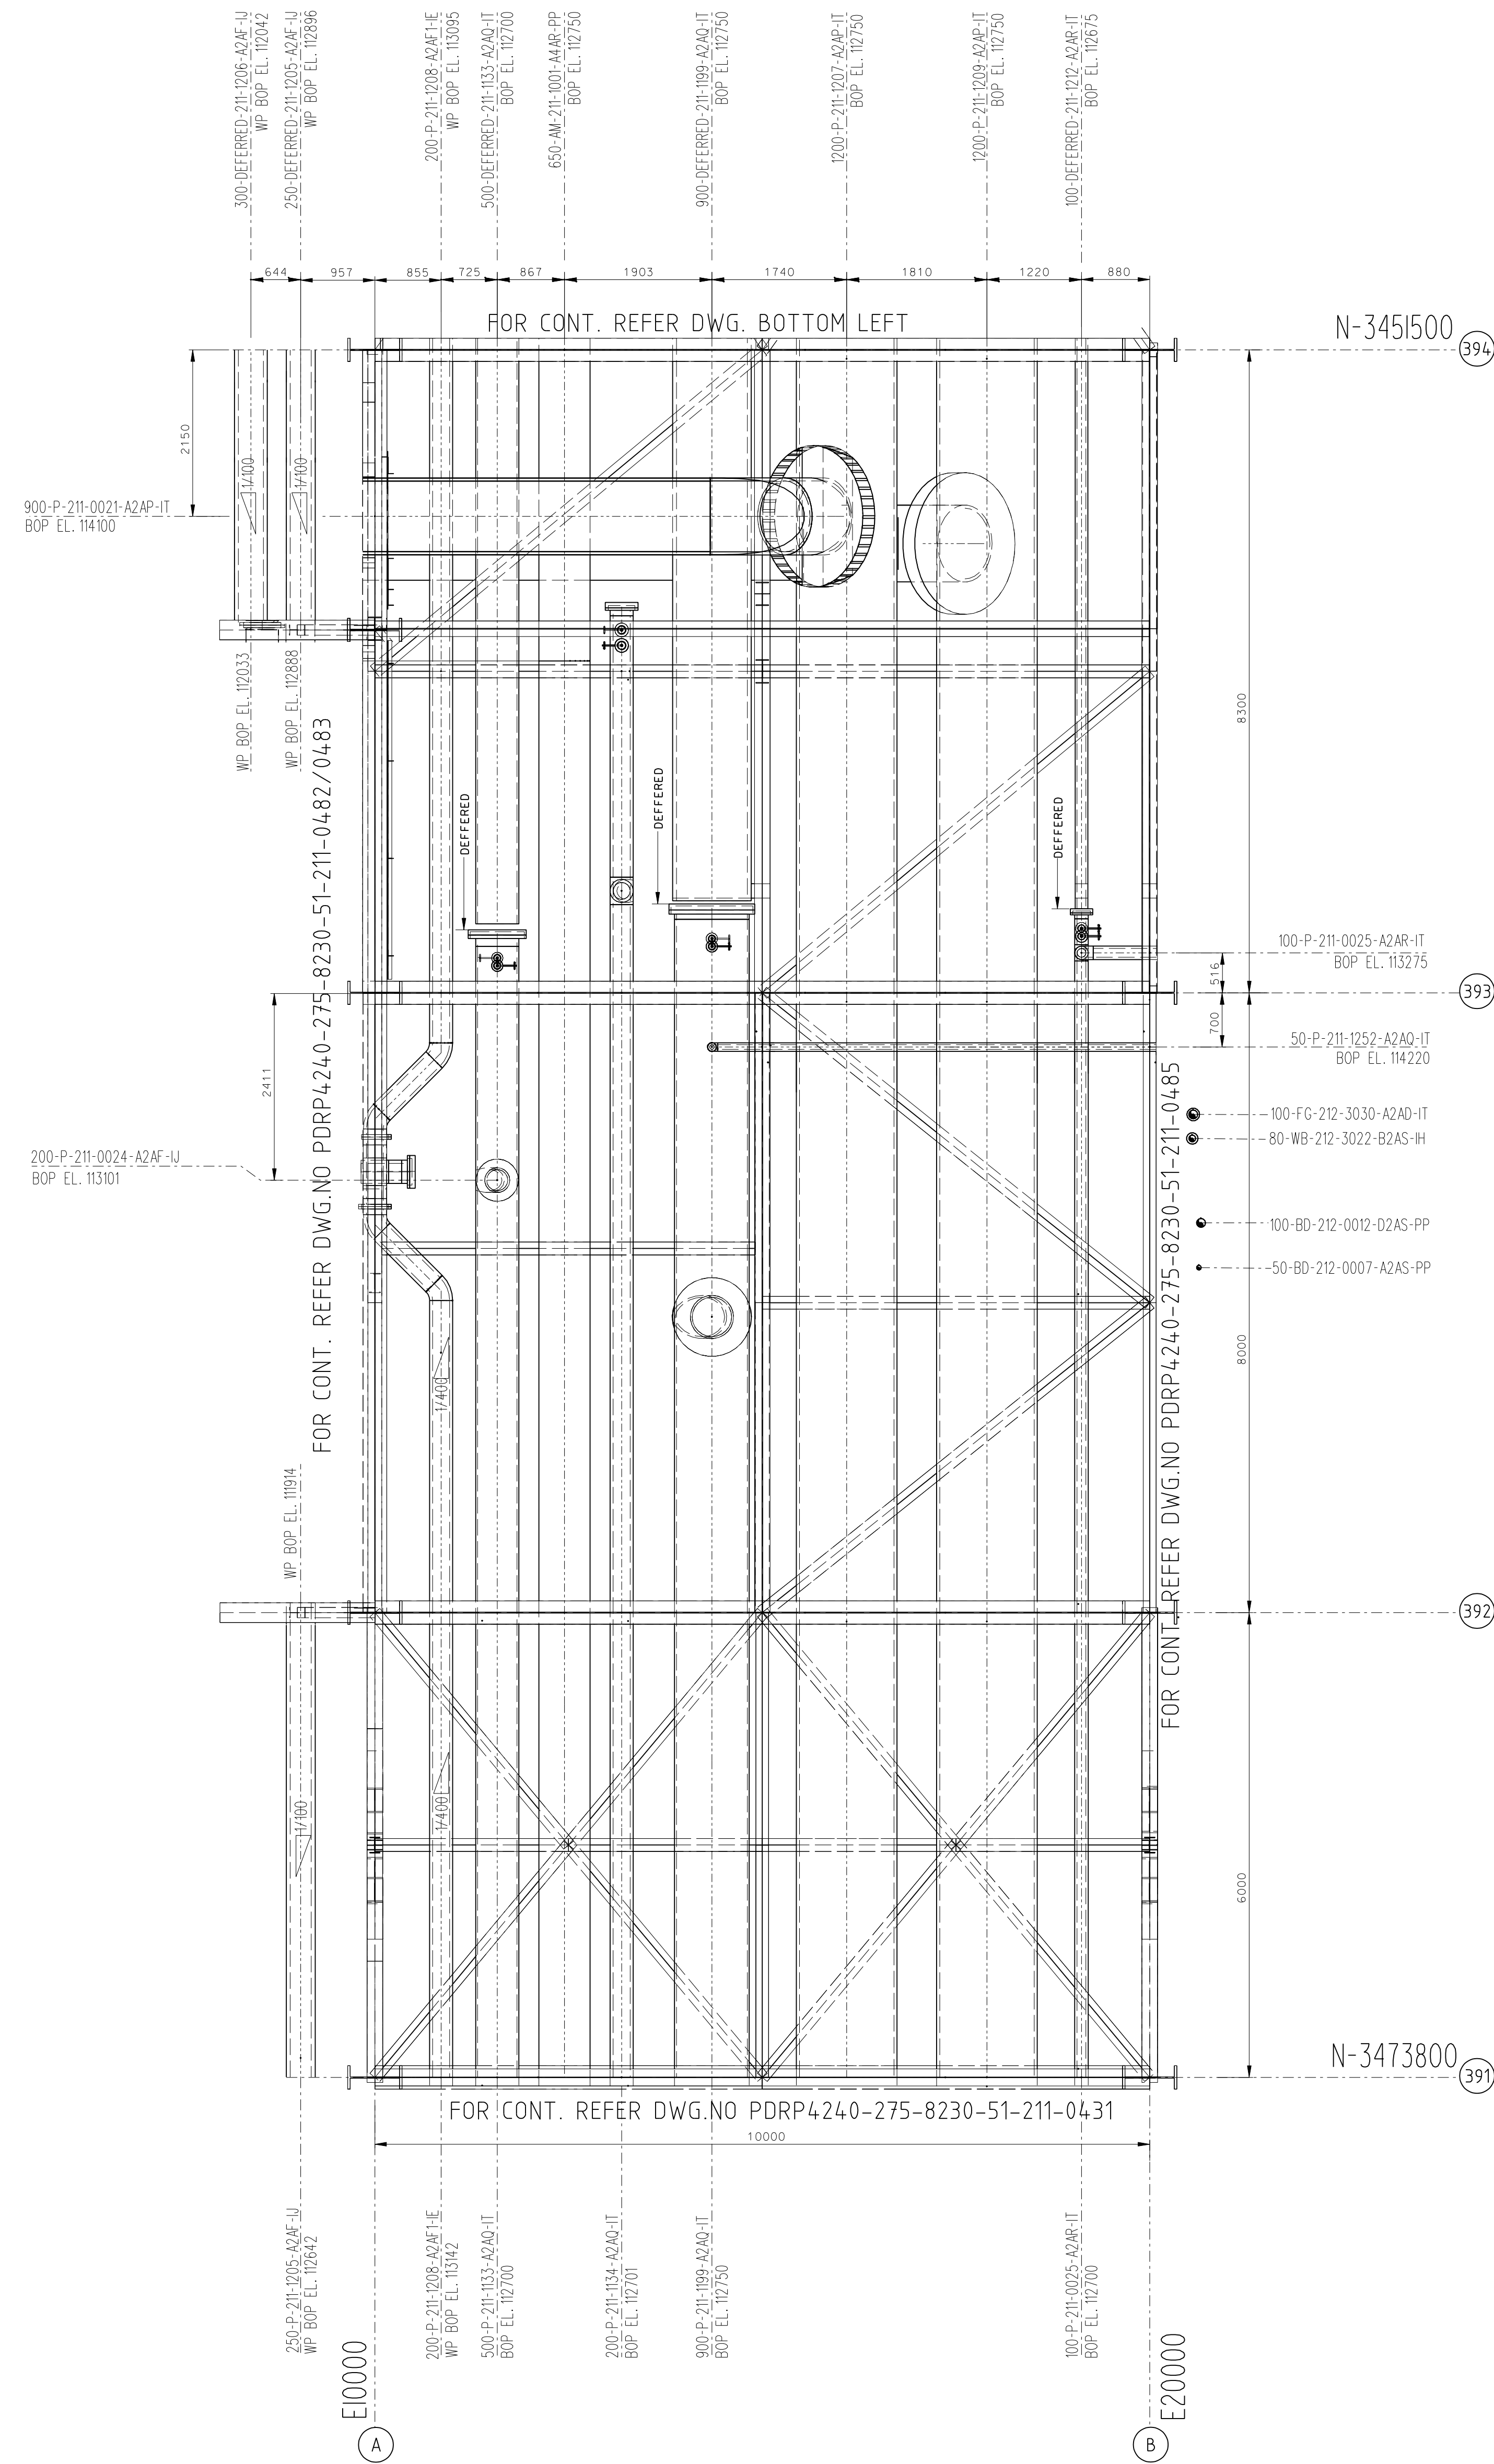 300-DEFERRED-211-1206-A2AF-IJ
WP BOP EL. 112042
250-DEFERRED-211-1205-A2AF-IJ
WP BOP EL. 112896
200-P-211-1208-A2AF1-IE
WP BOP EL. 113095
500-DEFERRED-211-1133-A2AQ-IT
BOP EL. 112700
650-AM-211-1001-A4AR-PP
BOP EL. 112750
900-DEFERRED-211-1199-A2AQ-IT
BOP EL. 112750
1200-P-211-1207-A2AP-IT
BOP EL. 112750
1200-P-211-1209-A2AP-IT
BOP EL. 112750
100-DEFERRED-211-1212-A2AR-IT
BOP EL. 112675
644
957
855
725
867
1903
1740
1810
1220
880
FOR CONT. REFER DWG. BOTTOM LEFT
N-3451500
394
2150
1/100
1/100
900-P-211-0021-A2AP-IT
BOP EL. 114100
WP BOP EL. 112033
WP BOP EL. 112888
8300
FOR CONT. REFER DWG.NO PDRP4240-275-8230-51-211-0482/0483
DEFFERED
DEFFERED
DEFFERED
100-P-211-0025-A2AR-IT
BOP EL. 113275
516
393
700
50-P-211-1252-A2AQ-IT
BOP EL. 114220
2411
100-FG-212-3030-A2AD-IT
80-WB-212-3022-B2AS-IH
200-P-211-0024-A2AF-IJ
BOP EL. 113101
100-BD-212-0012-D2AS-PP
50-BD-212-0007-A2AS-PP
FOR CONT. REFER DWG.NO PDRP4240-275-8230-51-211-0485
8000
1/400
WP BOP EL. 111914
392
1/100
1/400
6000
N-3473800
391
FOR CONT. REFER DWG.NO PDRP4240-275-8230-51-211-0431
10000
250-P-211-1205-A2AF-IJ
WP BOP EL. 112642
200-P-211-1208-A2AF1-IE
WP BOP EL. 113142
500-P-211-1133-A2AQ-IT
BOP EL. 112700
200-P-211-1134-A2AQ-IT
BOP EL. 112701
900-P-211-1199-A2AQ-IT
BOP EL. 112750
100-P-211-0025-A2AR-IT
BOP EL. 112700
E10000
E20000
A
B